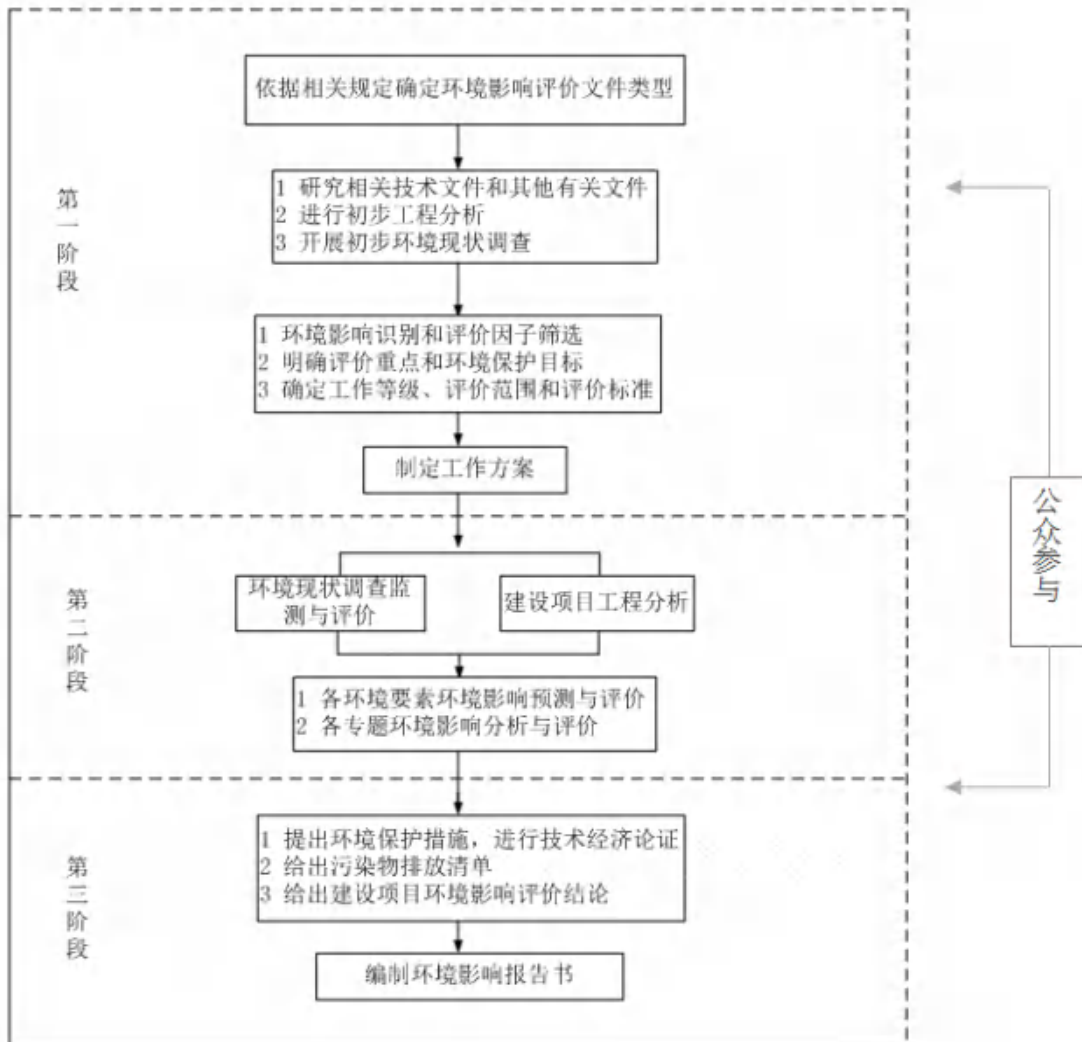 依据相关规定确定环境影响评价文件类型
1 研究相关技术文件和其他有关文件
2 进行初步工程分析
3 开展初步环境现状调查
第一阶段
1 环境影响识别和评价因子筛选
2 明确评价重点和环境保护目标
3 确定工作等级、评价范围和评价标准
制定工作方案
公众参与
第二阶段
环境现状调查监
测与评价
建设项目工程分析
1 各环境要素环境影响预测与评价
2 各专题环境影响分析与评价
第三阶段
1 提出环境保护措施，进行技术经济论证
2 给出污染物排放清单
3 给出建设项目环境影响评价结论
编制环境影响报告书